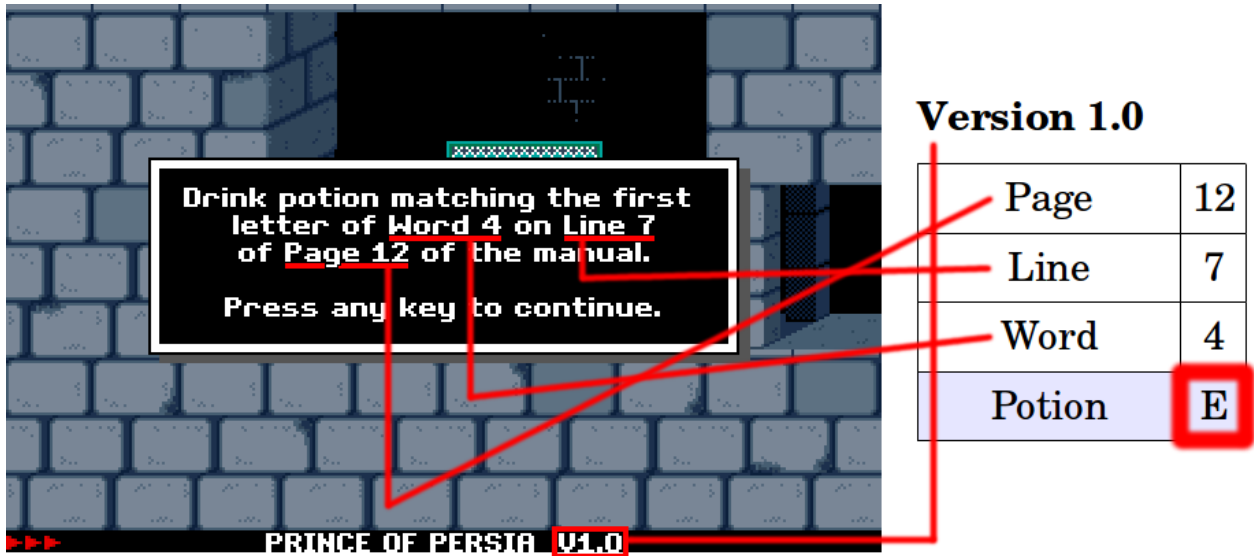 Drink potion matching the first
letter of Word 4 on Line 7
of Page 12 of the manual.
Press any key to continue.
PRINCE OF PERSIA V1.0
Version 1.0
Page 12
Line 7
Word 4
Potion E